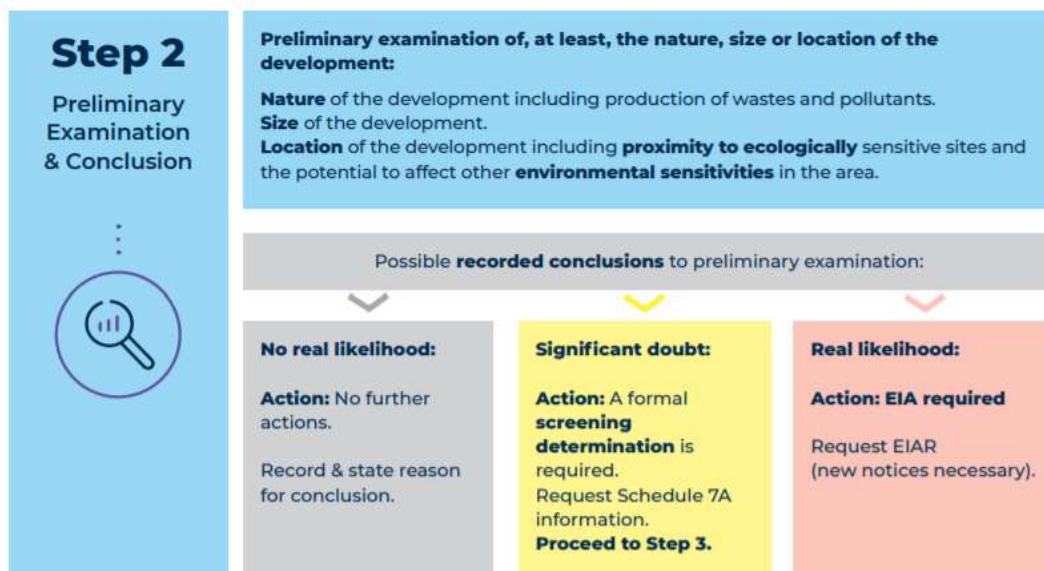 Step 2
Preliminary
Examination
& Conclusion
Preliminary examination of, at least, the nature, size or location of the
development:
Nature of the development including production of wastes and pollutants.
Size of the development.
Location of the development including proximity to ecologically sensitive sites and
the potential to affect other environmental sensitivities in the area.
Possible recorded conclusions to preliminary examination:
No real likelihood:
Action: No further
actions.
Record & state reason
for conclusion.
Significant doubt:
Action: A formal
screening
determination is
required.
Request Schedule 7A
information.
Proceed to Step 3.
Real likelihood:
Action: EIA required
Request EIAR
(new notices necessary).